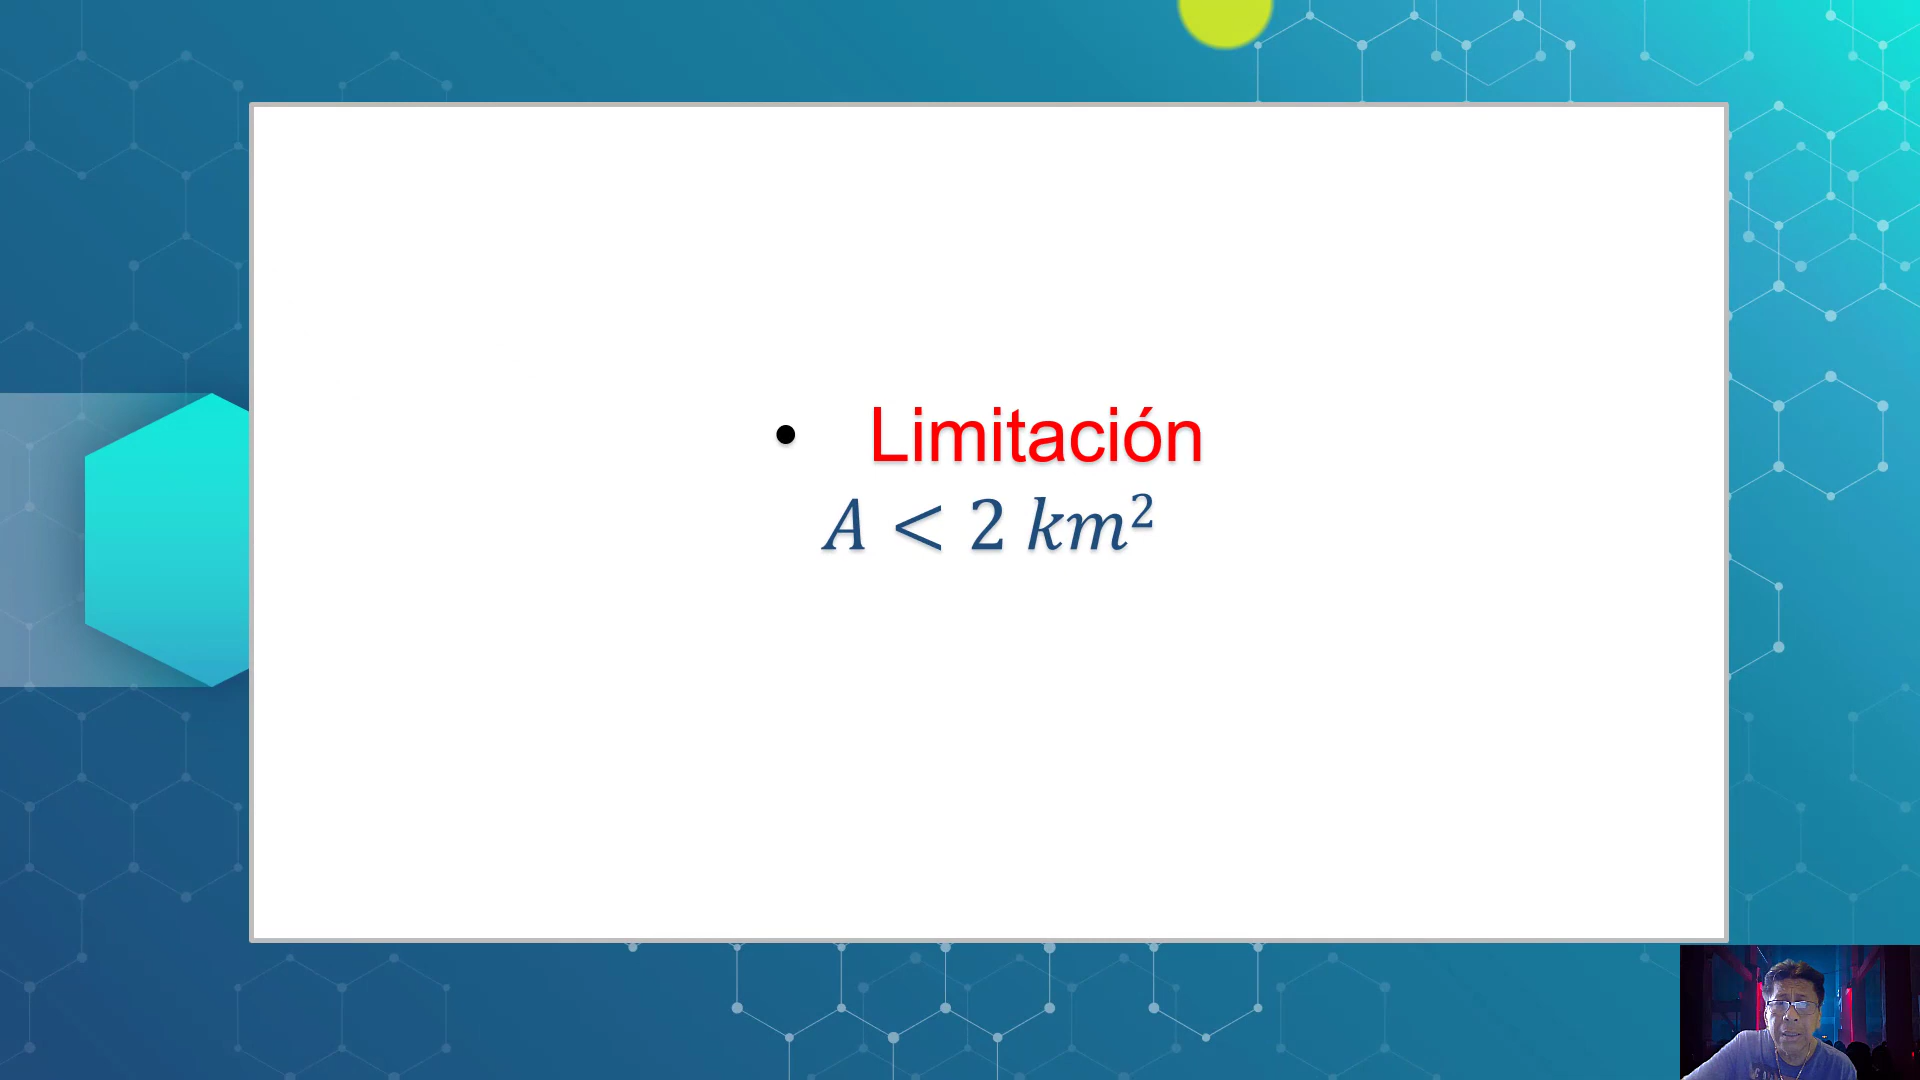 • Limitación
A < 2 km²